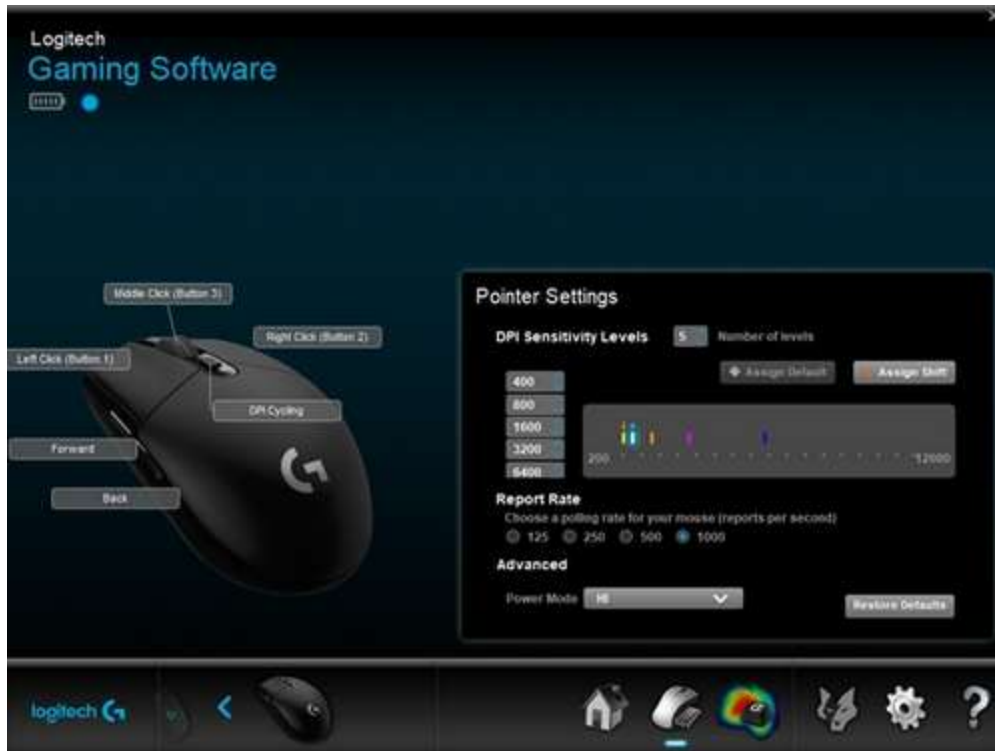 Logitech
Gaming Software
Middle Click (Button 3)
Right Click (Button 2)
Left Click (Button 1)
DPI Cycling
Forward
Back
Pointer Settings
DPI Sensitivity Levels 5 Number of levels
Assign Default Assign Shift
400
800
1600
3200
6400
200 12000
Report Rate
Choose a polling rate for your mouse (reports per second)
125 250 500 1000
Advanced
Power Mode HI
Restore Defaults
logitech G
?